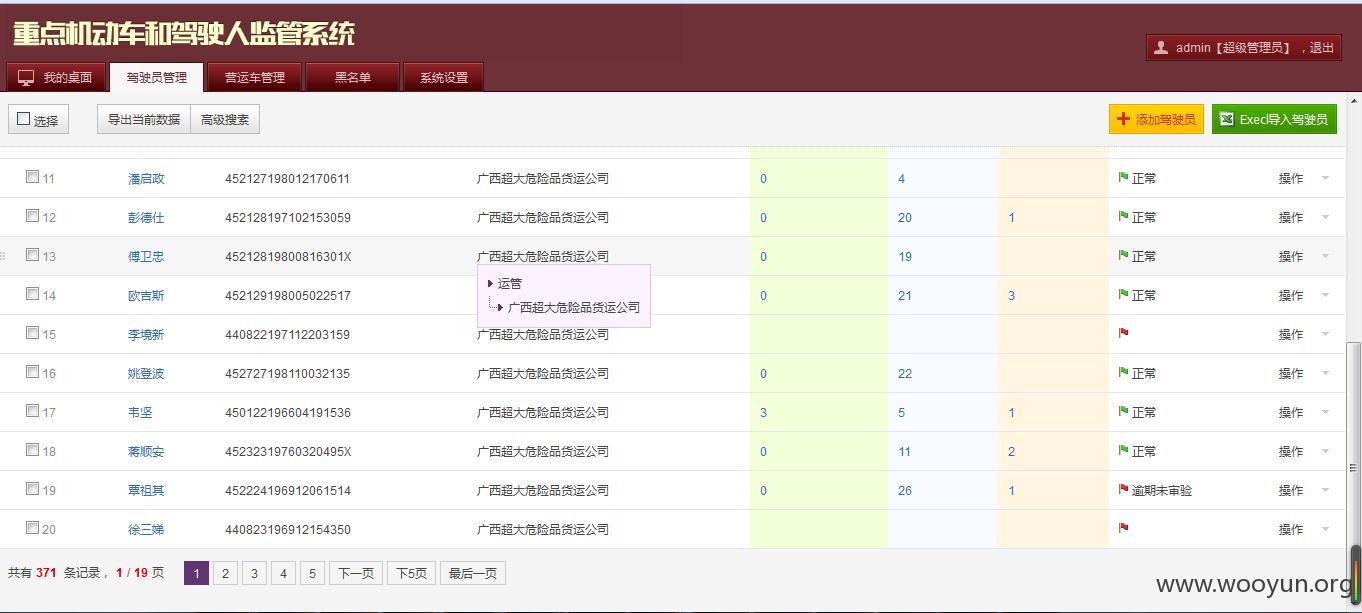 重点机动车和驾驶人监管系统
admin【超级管理员】，退出
我的桌面 驾驶员管理 营运车管理 黑名单 系统设置
选择 导出当前数据 高级搜索 添加驾驶员 Execl导入驾驶员
11 潘启政 452127198012170611 广西超大危险品货运公司 0 4 正常 操作
12 彭德仕 452128197102153059 广西超大危险品货运公司 0 20 1 正常 操作
13 傅卫忠 45212819800816301X 广西超大危险品货运公司 0 19 正常 操作
运管
14 欧吉斯 452129198005022517 0 21 3 正常 操作
广西超大危险品货运公司
15 李境新 440822197112203159 广西超大危险品货运公司 操作
16 姚登波 452727198110032135 广西超大危险品货运公司 0 22 正常 操作
17 韦坚 450122196604191536 广西超大危险品货运公司 3 5 1 正常 操作
18 蒋顺安 45232319760320495X 广西超大危险品货运公司 0 11 2 正常 操作
19 覃祖其 452224196912061514 广西超大危险品货运公司 0 26 1 逾期未审验 操作
20 徐三娣 440823196912154350 广西超大危险品货运公司 操作
共有 371 条记录，1 / 19 页 1 2 3 4 5 下一页 下5页 最后一页
www.wooyun.org